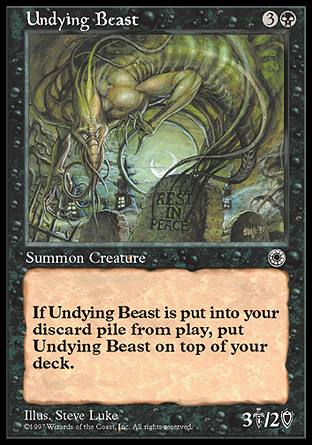 Undying Beast 3
REST
IN
PEACE
Summon Creature
If Undying Beast is put into your
discard pile from play, put
Undying Beast on top of your
deck.
Illus. Steve Luke
©1997 Wizards of the Coast, Inc. All rights reserved.
3/2